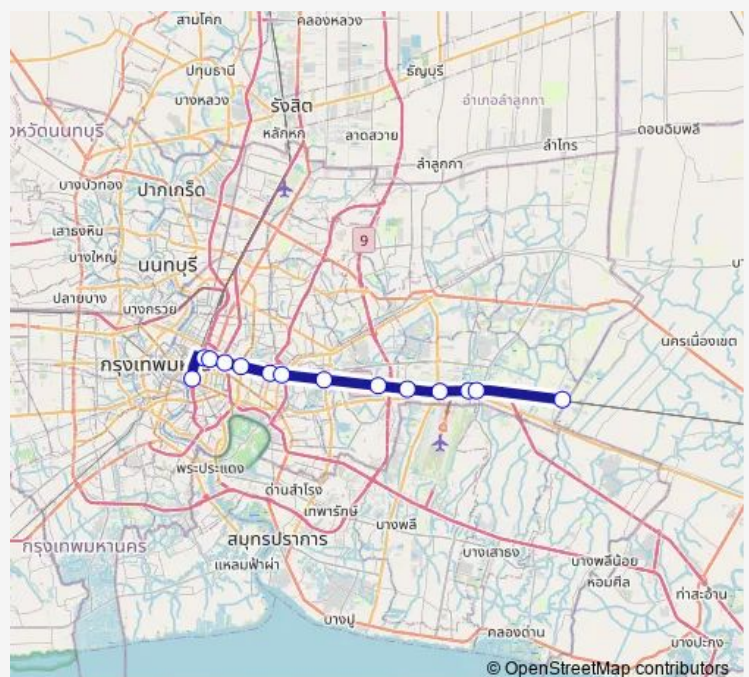 สามโคก
คลองหลวง
ปทุมธานี
ธัญบุรี
บางหลวง
รังสิต
อำเภอลำลูกกา
หลักหก
ลาดสวาย
ดอนฉิมพลี
ังหวัดนนทบุรี
ลำไทร
ลำลูกกา
บางบัวทอง
ปากเกร็ด
เสาธงหิน
9
บางใหญ่
นนทบุรี
ปลายบาง
บางกรวย
นครเนื่องเขต
กรุงเทพมห
พระประแดง
ด่านสำโรง
เทพารักษ์
บางพลี
สมุทรปราการ
กรุงเทพมหานคร
แหลมฟ้าผ่า
บางเสาธง
บางพลีน้อย
หอมศีล
ท่าสะอ้าน
บางปู
คลองด่าน
บางปะกง
© OpenStreetMap contributors